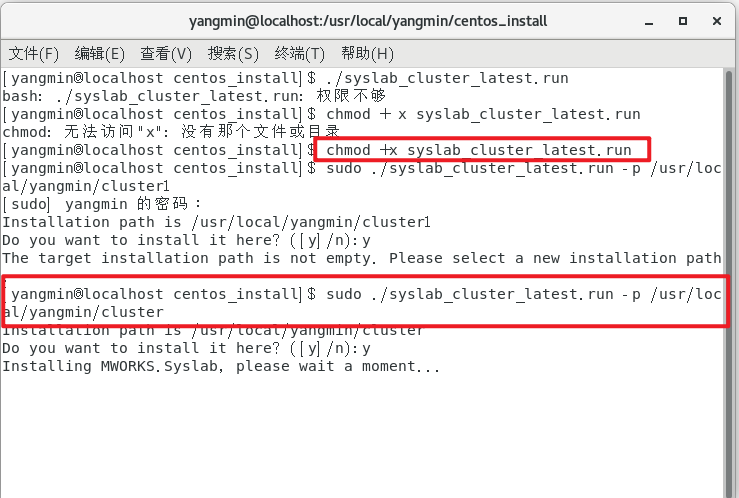 yangmin@localhost:/usr/local/yangmin/centos_install
文件(F) 编辑(E) 查看(V) 搜索(S) 终端(T) 帮助(H)
[yangmin@localhost centos_install]$ ./syslab_cluster_latest.run
bash: ./syslab_cluster_latest.run: 权限不够
[yangmin@localhost centos_install]$ chmod + x syslab_cluster_latest.run
chmod: 无法访问"x": 没有那个文件或目录
[yangmin@localhost centos_install]$ chmod +x syslab_cluster_latest.run
[yangmin@localhost centos_install]$ sudo ./syslab_cluster_latest.run -p /usr/loc
al/yangmin/cluster1
[sudo] yangmin 的密码：
Installation path is /usr/local/yangmin/cluster1
Do you want to install it here? ([y]/n):y
The target installation path is not empty. Please select a new installation path
[yangmin@localhost centos_install]$ sudo ./syslab_cluster_latest.run -p /usr/loc
al/yangmin/cluster
Installation path is /usr/local/yangmin/cluster
Do you want to install it here? ([y]/n):y
Installing MWORKS.Syslab, please wait a moment...